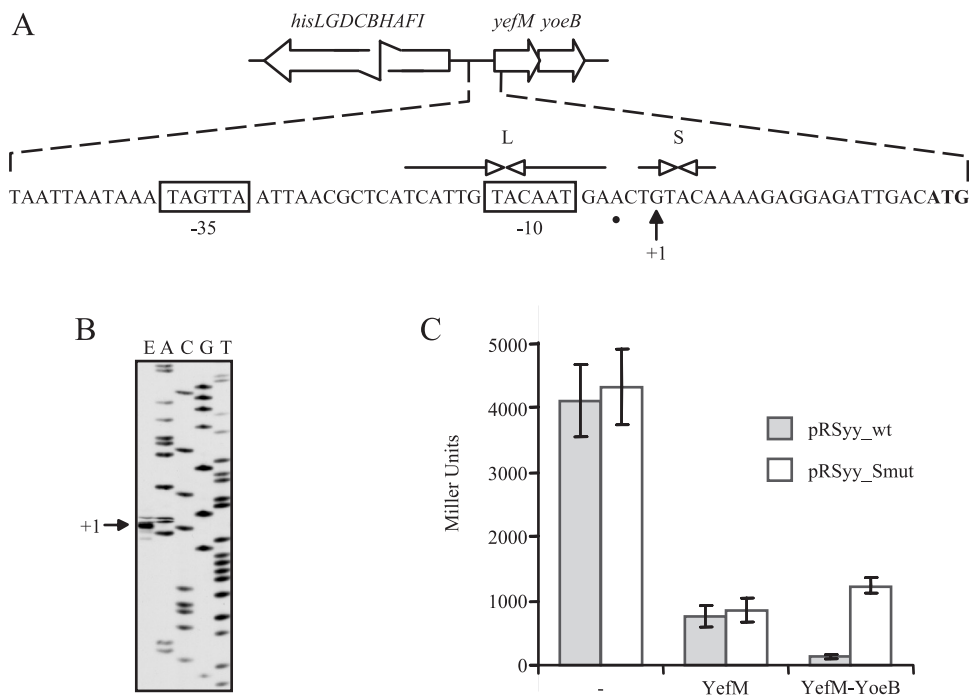 A
hisLGDCBHAFI yefM yoeB
L S
TAATTAATAAA TAGTTA ATTAACGCTCATCATTG TACAAT GAACTGTACAAAAGAGGAGATTGACATG
-35 -10 +1
B
E A C G T
+1
C
5000
4000
3000
2000
1000
0
Miller Units
pRSyy_wt
pRSyy_Smut
- YefM YefM-YoeB